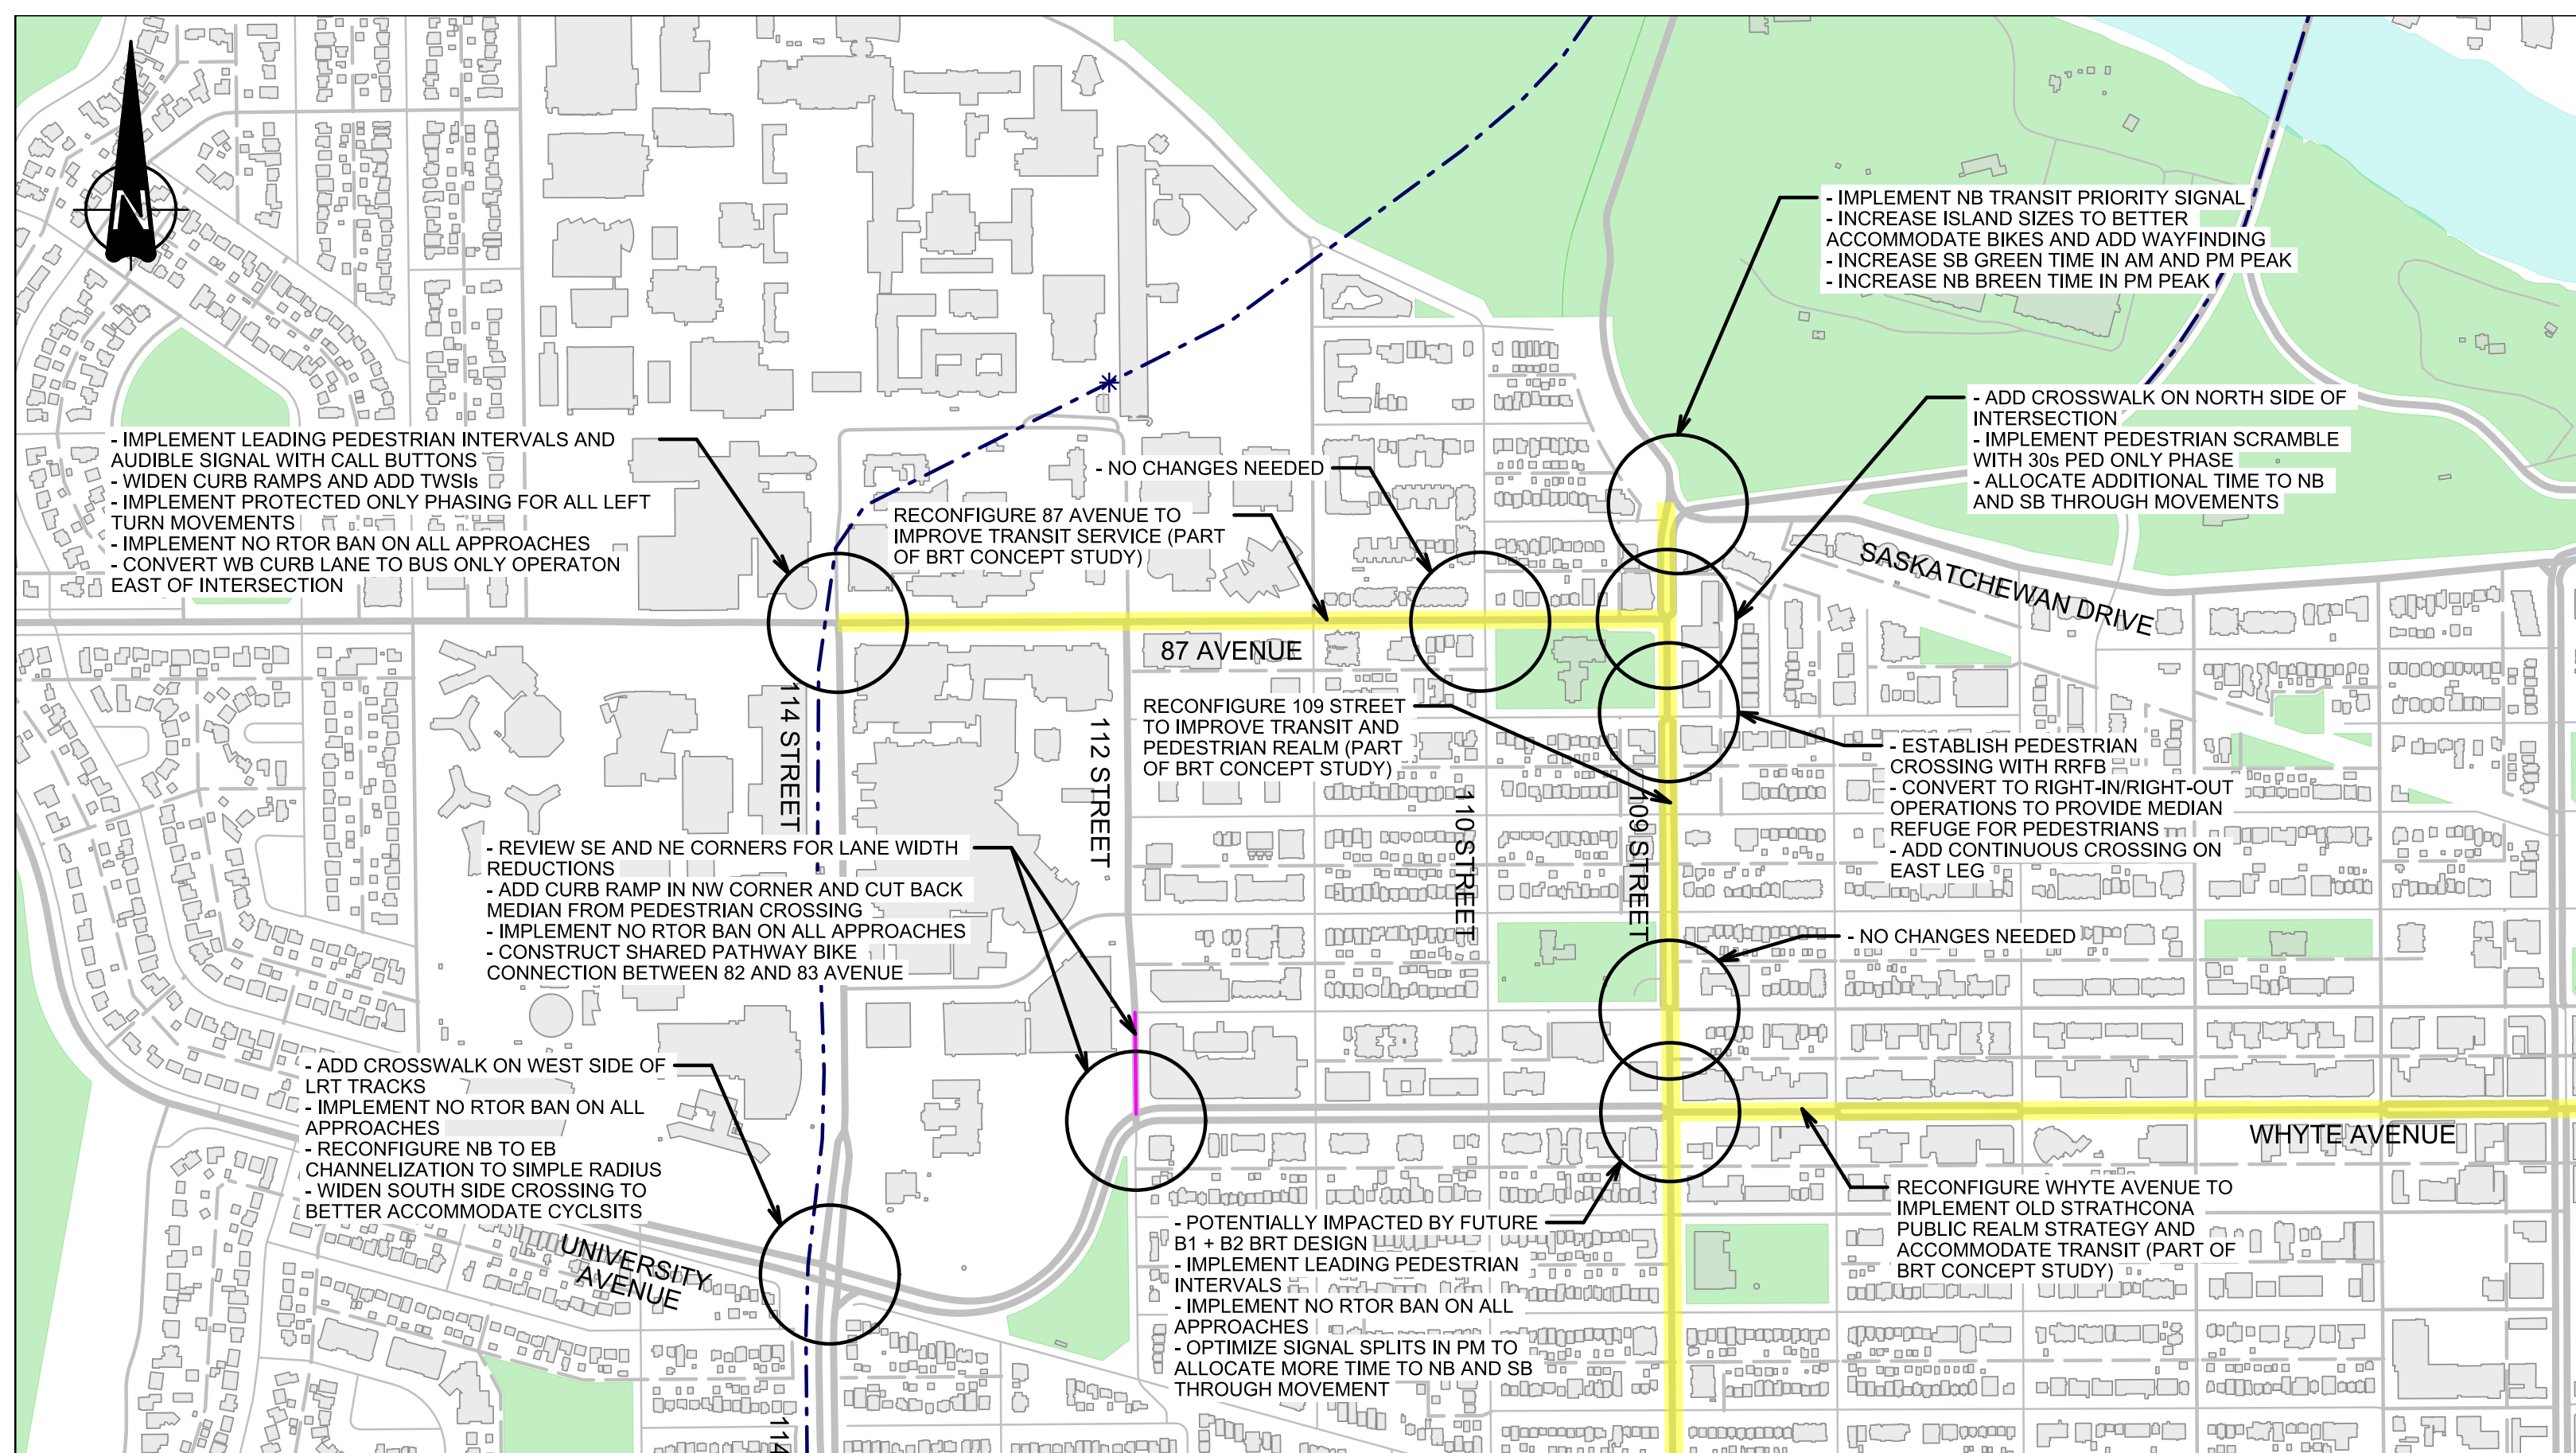 N
- IMPLEMENT NB TRANSIT PRIORITY SIGNAL
- INCREASE ISLAND SIZES TO BETTER
ACCOMMODATE BIKES AND ADD WAYFINDING
- INCREASE SB GREEN TIME IN AM AND PM PEAK
- INCREASE NB BREEN TIME IN PM PEAK
- ADD CROSSWALK ON NORTH SIDE OF
INTERSECTION
- IMPLEMENT PEDESTRIAN SCRAMBLE
WITH 30s PED ONLY PHASE
- ALLOCATE ADDITIONAL TIME TO NB
AND SB THROUGH MOVEMENTS
- IMPLEMENT LEADING PEDESTRIAN INTERVALS AND
AUDIBLE SIGNAL WITH CALL BUTTONS
- WIDEN CURB RAMPS AND ADD TWSIs
- IMPLEMENT PROTECTED ONLY PHASING FOR ALL LEFT
TURN MOVEMENTS
- IMPLEMENT NO RTOR BAN ON ALL APPROACHES
- CONVERT WB CURB LANE TO BUS ONLY OPERATON
EAST OF INTERSECTION
- NO CHANGES NEEDED
RECONFIGURE 87 AVENUE TO
IMPROVE TRANSIT SERVICE (PART
OF BRT CONCEPT STUDY)
SASKATCHEWAN DRIVE
87 AVENUE
114 STREET
112 STREET
RECONFIGURE 109 STREET
TO IMPROVE TRANSIT AND
PEDESTRIAN REALM (PART
OF BRT CONCEPT STUDY)
110 STREET
109 STREET
- ESTABLISH PEDESTRIAN
CROSSING WITH RRFB
- CONVERT TO RIGHT-IN/RIGHT-OUT
OPERATIONS TO PROVIDE MEDIAN
REFUGE FOR PEDESTRIANS
- ADD CONTINUOUS CROSSING ON
EAST LEG
- REVIEW SE AND NE CORNERS FOR LANE WIDTH
REDUCTIONS
- ADD CURB RAMP IN NW CORNER AND CUT BACK
MEDIAN FROM PEDESTRIAN CROSSING
- IMPLEMENT NO RTOR BAN ON ALL APPROACHES
- CONSTRUCT SHARED PATHWAY BIKE
CONNECTION BETWEEN 82 AND 83 AVENUE
- NO CHANGES NEEDED
- ADD CROSSWALK ON WEST SIDE OF
LRT TRACKS
- IMPLEMENT NO RTOR BAN ON ALL
APPROACHES
- RECONFIGURE NB TO EB
CHANNELIZATION TO SIMPLE RADIUS
- WIDEN SOUTH SIDE CROSSING TO
BETTER ACCOMMODATE CYCLSITS
WHYTE AVENUE
RECONFIGURE WHYTE AVENUE TO
IMPLEMENT OLD STRATHCONA
PUBLIC REALM STRATEGY AND
ACCOMMODATE TRANSIT (PART OF
BRT CONCEPT STUDY)
- POTENTIALLY IMPACTED BY FUTURE
B1 + B2 BRT DESIGN
- IMPLEMENT LEADING PEDESTRIAN
INTERVALS
- IMPLEMENT NO RTOR BAN ON ALL
APPROACHES
- OPTIMIZE SIGNAL SPLITS IN PM TO
ALLOCATE MORE TIME TO NB AND SB
THROUGH MOVEMENT
UNIVERSITY
AVENUE
114